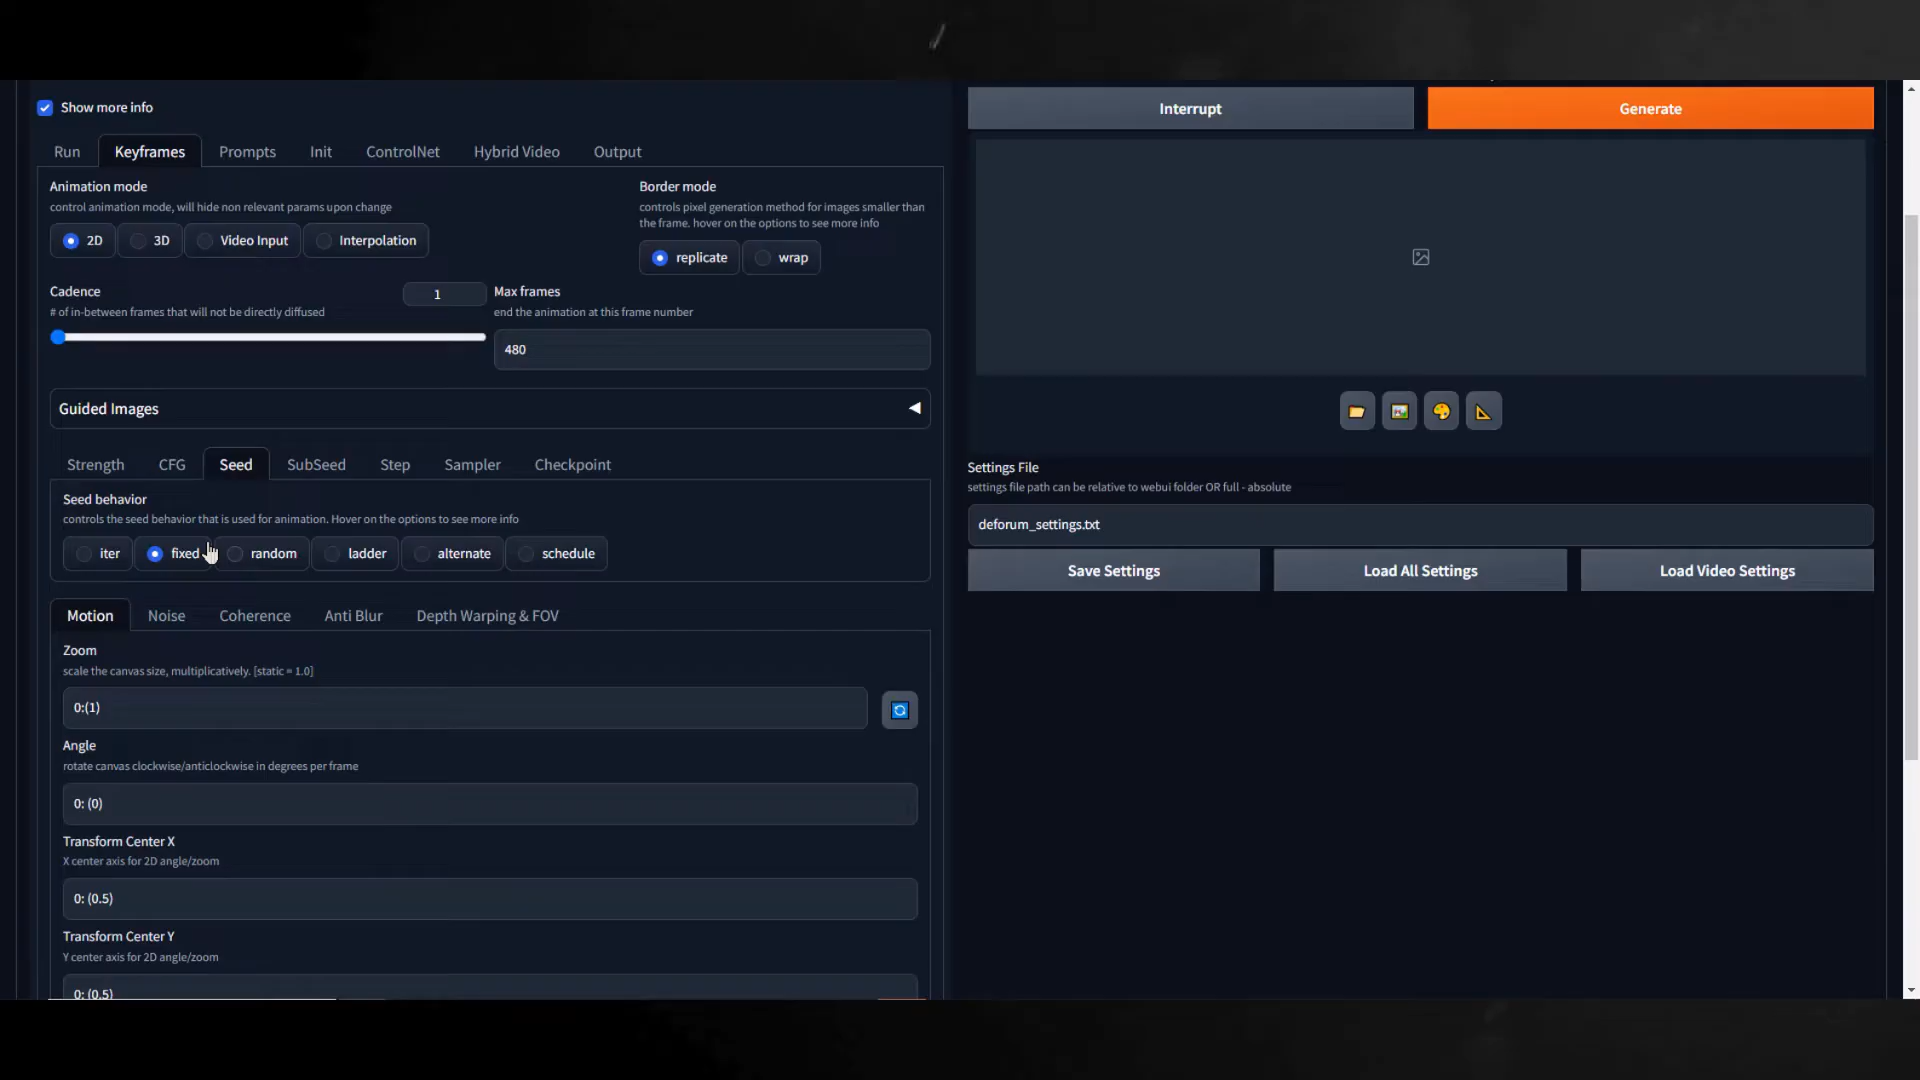 Show more info
Interrupt
Generate
Run Keyframes Prompts Init ControlNet Hybrid Video Output
Animation mode
control animation mode, will hide non relevant params upon change
2D 3D Video Input Interpolation
Border mode
controls pixel generation method for images smaller than
the frame. hover on the options to see more info
replicate wrap
Cadence
1
# of in-between frames that will not be directly diffused
Max frames
end the animation at this frame number
480
Guided Images
Strength CFG Seed SubSeed Step Sampler Checkpoint
Seed behavior
controls the seed behavior that is used for animation. Hover on the options to see more info
iter fixed random ladder alternate schedule
Motion Noise Coherence Anti Blur Depth Warping & FOV
Zoom
scale the canvas size, multiplicatively. [static = 1.0]
0:(1)
Angle
rotate canvas clockwise/anticlockwise in degrees per frame
0: (0)
Transform Center X
X center axis for 2D angle/zoom
0: (0.5)
Transform Center Y
Y center axis for 2D angle/zoom
0: (0.5)
Settings File
settings file path can be relative to webui folder OR full - absolute
deforum_settings.txt
Save Settings
Load All Settings
Load Video Settings